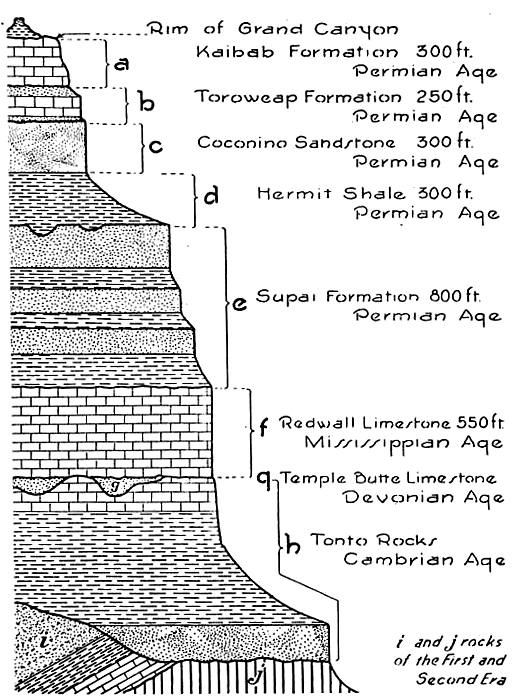 Rim of Grand Canyon
a Kaibab Formation 300 ft.
Permian Age
b Toroweap Formation 250 ft.
Permian Age
c Coconino Sandstone 300 ft.
Permian Age
d Hermit Shale 300 ft.
Permian Age
e Supai Formation 800 ft.
Permian Age
f Redwall Limestone 550 ft
Mississippian Age
g Temple Butte Limestone
g
Devonian Age
h Tonto Rocks
Cambrian Age
i
j
i and j rocks
of the First and
Second Era